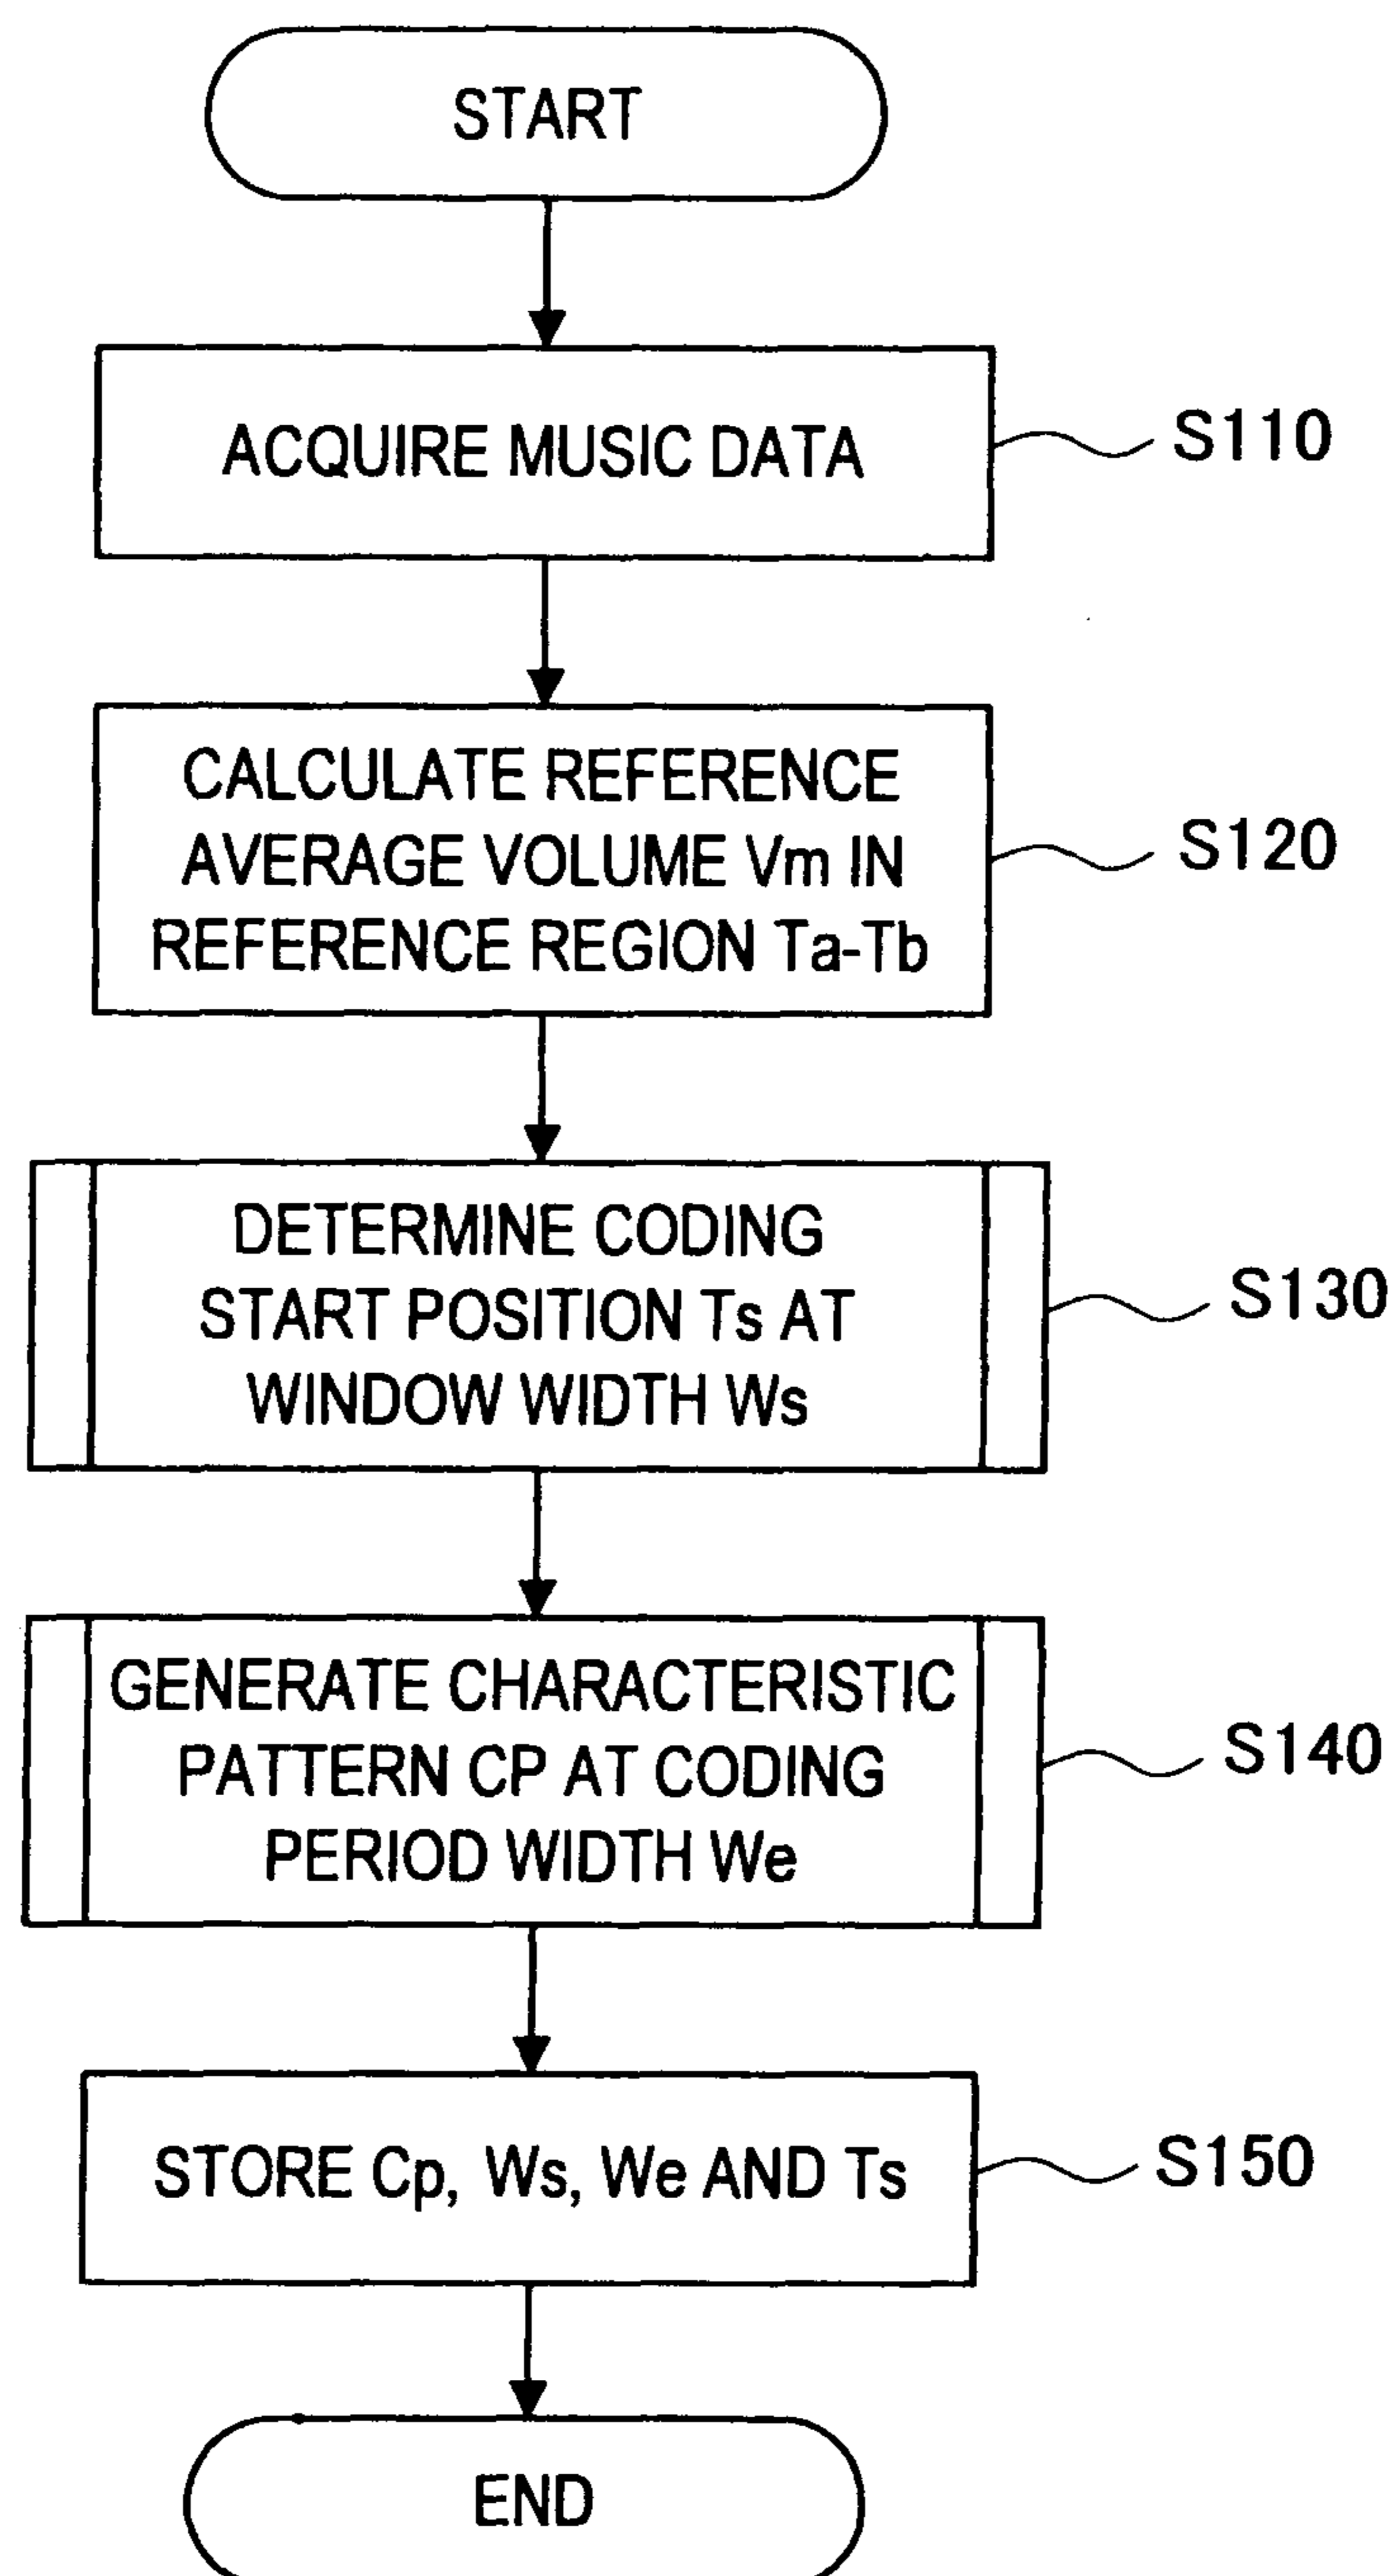 START
ACQUIRE MUSIC DATA
S110
CALCULATE REFERENCE
AVERAGE VOLUME Vm IN
REFERENCE REGION Ta-Tb
S120
DETERMINE CODING
START POSITION Ts AT
WINDOW WIDTH Ws
S130
GENERATE CHARACTERISTIC
PATTERN CP AT CODING
PERIOD WIDTH We
S140
STORE Cp, Ws, We AND Ts
S150
END